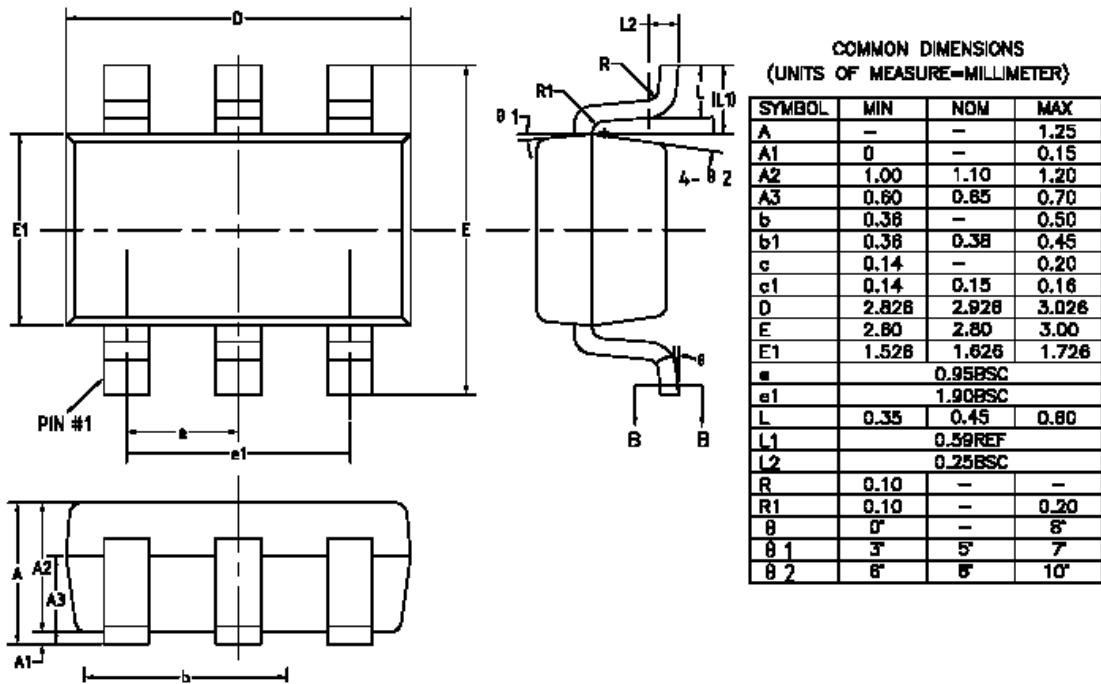 D
L2
R
R1
L
(L1)
θ 1
4- θ 2
E1
E
PIN #1
e
e1
θ
B B
A
A2
A3
A1
b
COMMON DIMENSIONS
(UNITS OF MEASURE=MILLIMETER)
SYMBOL MIN NOM MAX
A – – 1.25
A1 0 – 0.15
A2 1.00 1.10 1.20
A3 0.60 0.65 0.70
b 0.36 – 0.50
b1 0.36 0.38 0.45
c 0.14 – 0.20
c1 0.14 0.15 0.16
D 2.826 2.926 3.026
E 2.60 2.80 3.00
E1 1.526 1.626 1.726
e 0.95BSC
e1 1.90BSC
L 0.35 0.45 0.60
L1 0.59REF
L2 0.25BSC
R 0.10 – –
R1 0.10 – 0.20
θ 0° – 8°
θ 1 3° 5° 7°
θ 2 6° 8° 10°